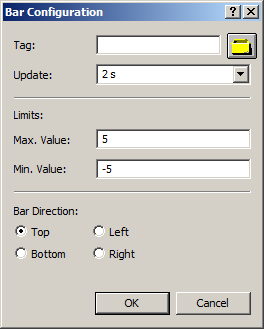 Bar Configuration
Tag:
Update: 2 s
Limits:
Max. Value: 5
Min. Value: -5
Bar Direction:
Top Left
Bottom Right
OK Cancel